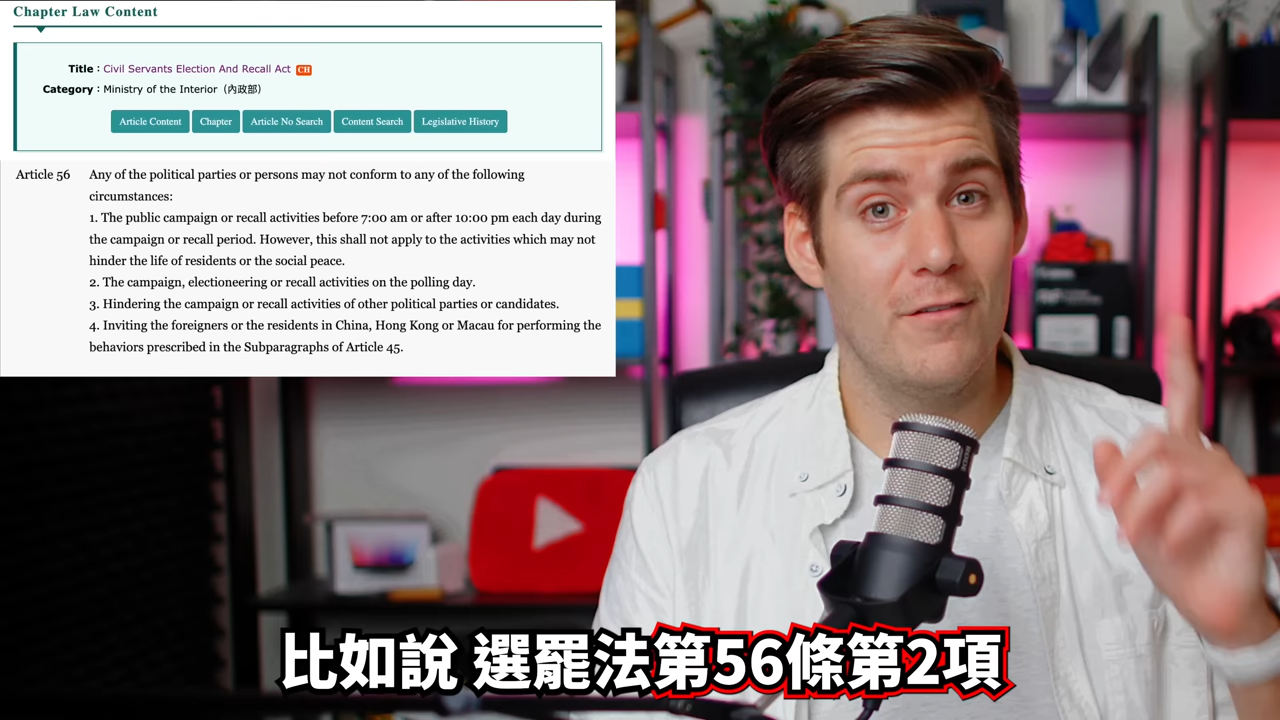 Chapter Law Content
Title：Civil Servants Election And Recall Act CH
Category：Ministry of the Interior（內政部）
Article Content Chapter Article No Search Content Search Legislative History
Article 56 Any of the political parties or persons may not conform to any of the following
circumstances:
1. The public campaign or recall activities before 7:00 am or after 10:00 pm each day during
the campaign or recall period. However, this shall not apply to the activities which may not
hinder the life of residents or the social peace.
2. The campaign, electioneering or recall activities on the polling day.
3. Hindering the campaign or recall activities of other political parties or candidates.
4. Inviting the foreigners or the residents in China, Hong Kong or Macau for performing the
behaviors prescribed in the Subparagraphs of Article 45.
比如說 選罷法第56條第2項